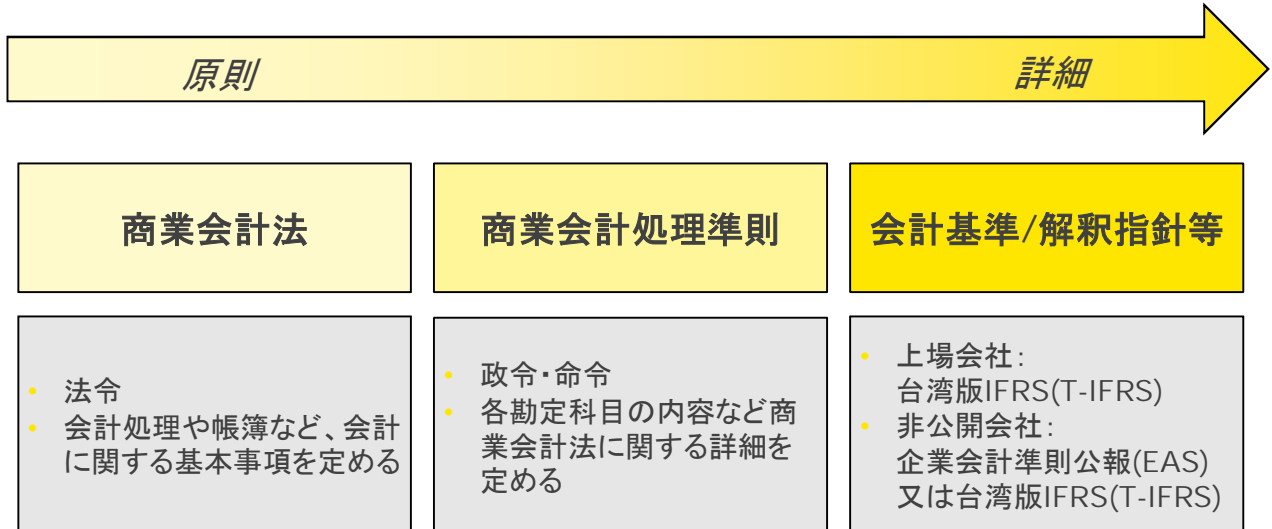 原則
詳細
商業会計法
商業会計処理準則
会計基準/解釈指針等
• 法令
• 会計処理や帳簿など、会計
に関する基本事項を定める
• 政令・命令
• 各勘定科目の内容など商
業会計法に関する詳細を
定める
• 上場会社：
台湾版IFRS(T-IFRS)
• 非公開会社：
企業会計準則公報(EAS)
又は台湾版IFRS(T-IFRS)